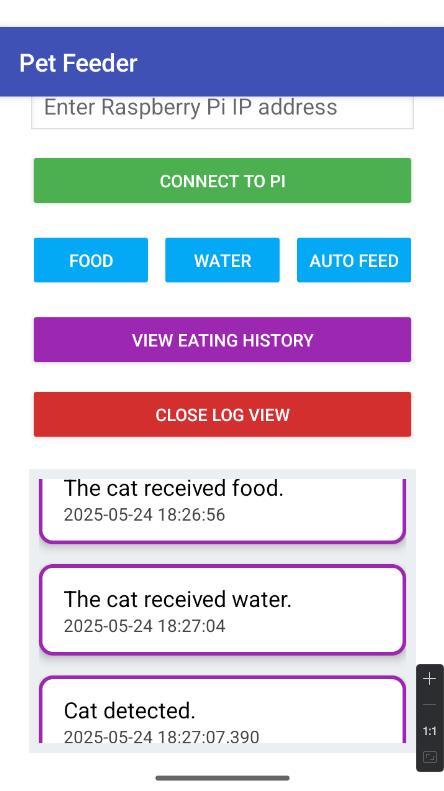 Pet Feeder
Enter Raspberry Pi IP address
CONNECT TO PI
FOOD
WATER
AUTO FEED
VIEW EATING HISTORY
CLOSE LOG VIEW
The cat received food.
2025-05-24 18:26:56
The cat received water.
2025-05-24 18:27:04
Cat detected.
2025-05-24 18:27:07.390
1:1